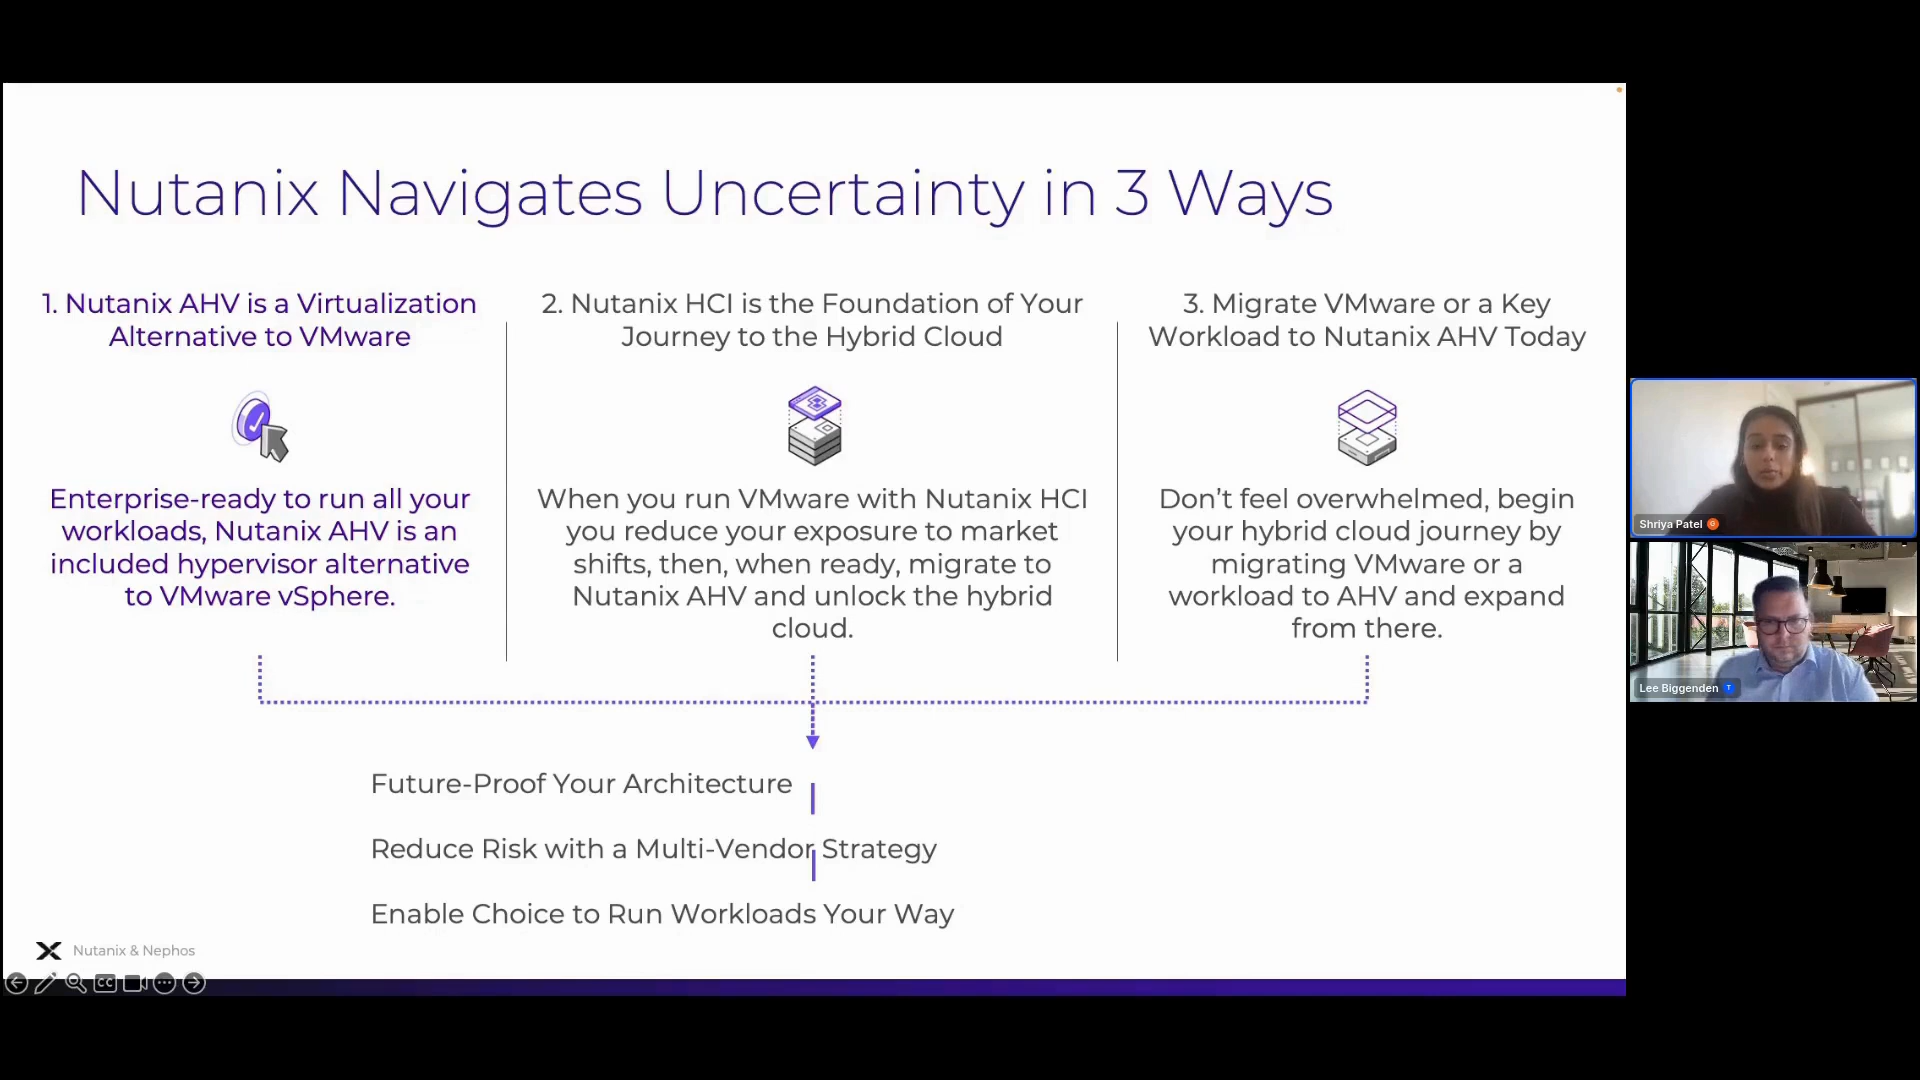 Nutanix Navigates Uncertainty in 3 Ways
1. Nutanix AHV is a Virtualization
Alternative to VMware
Enterprise-ready to run all your
workloads, Nutanix AHV is an
included hypervisor alternative
to VMware vSphere.
2. Nutanix HCI is the Foundation of Your
Journey to the Hybrid Cloud
When you run VMware with Nutanix HCI
you reduce your exposure to market
shifts, then, when ready, migrate to
Nutanix AHV and unlock the hybrid
cloud.
3. Migrate VMware or a Key
Workload to Nutanix AHV Today
Don’t feel overwhelmed, begin
your hybrid cloud journey by
migrating VMware or a
workload to AHV and expand
from there.
Future-Proof Your Architecture
Reduce Risk with a Multi-Vendor Strategy
Enable Choice to Run Workloads Your Way
Nutanix & Nephos
CC
Shriya Patel
Lee Biggenden